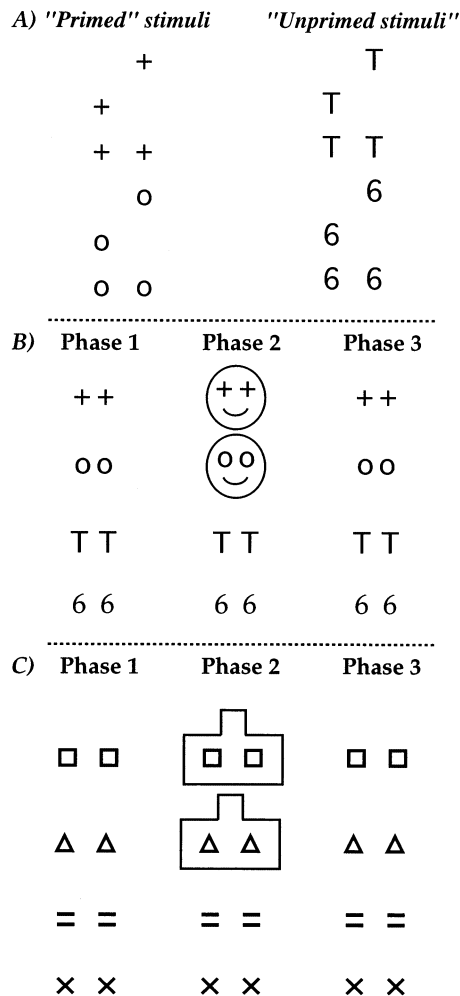 A) "Primed" stimuli "Unprimed stimuli"
+ T
+ T
+ + T T
o 6
o 6
o o 6 6
B) Phase 1 Phase 2 Phase 3
++ ++ ++
oo oo oo
T T T T T T
6 6 6 6 6 6
C) Phase 1 Phase 2 Phase 3
□ □ □ □ □ □
△ △ △ △ △ △
= = = = = =
× × × × × ×